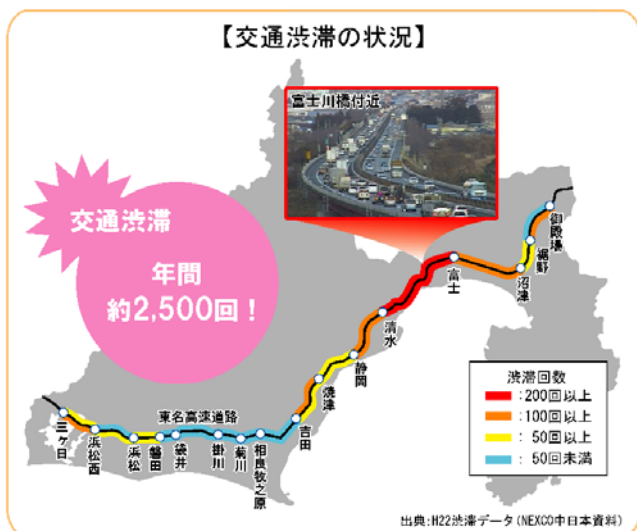 【交通渋滞の状況】
富士川橋付近
交通渋滞
年間
約2,500回！
御殿場
裾野
沼津
富士
清水
静岡
焼津
吉田
相良牧之原
菊川
掛川
袋井
磐田
浜松
浜松西
三ヶ日
東名高速道路
渋滞回数
：200回以上
：100回以上
： 50回以上
： 50回未満
出典：H22渋滞データ（NEXCO中日本資料）